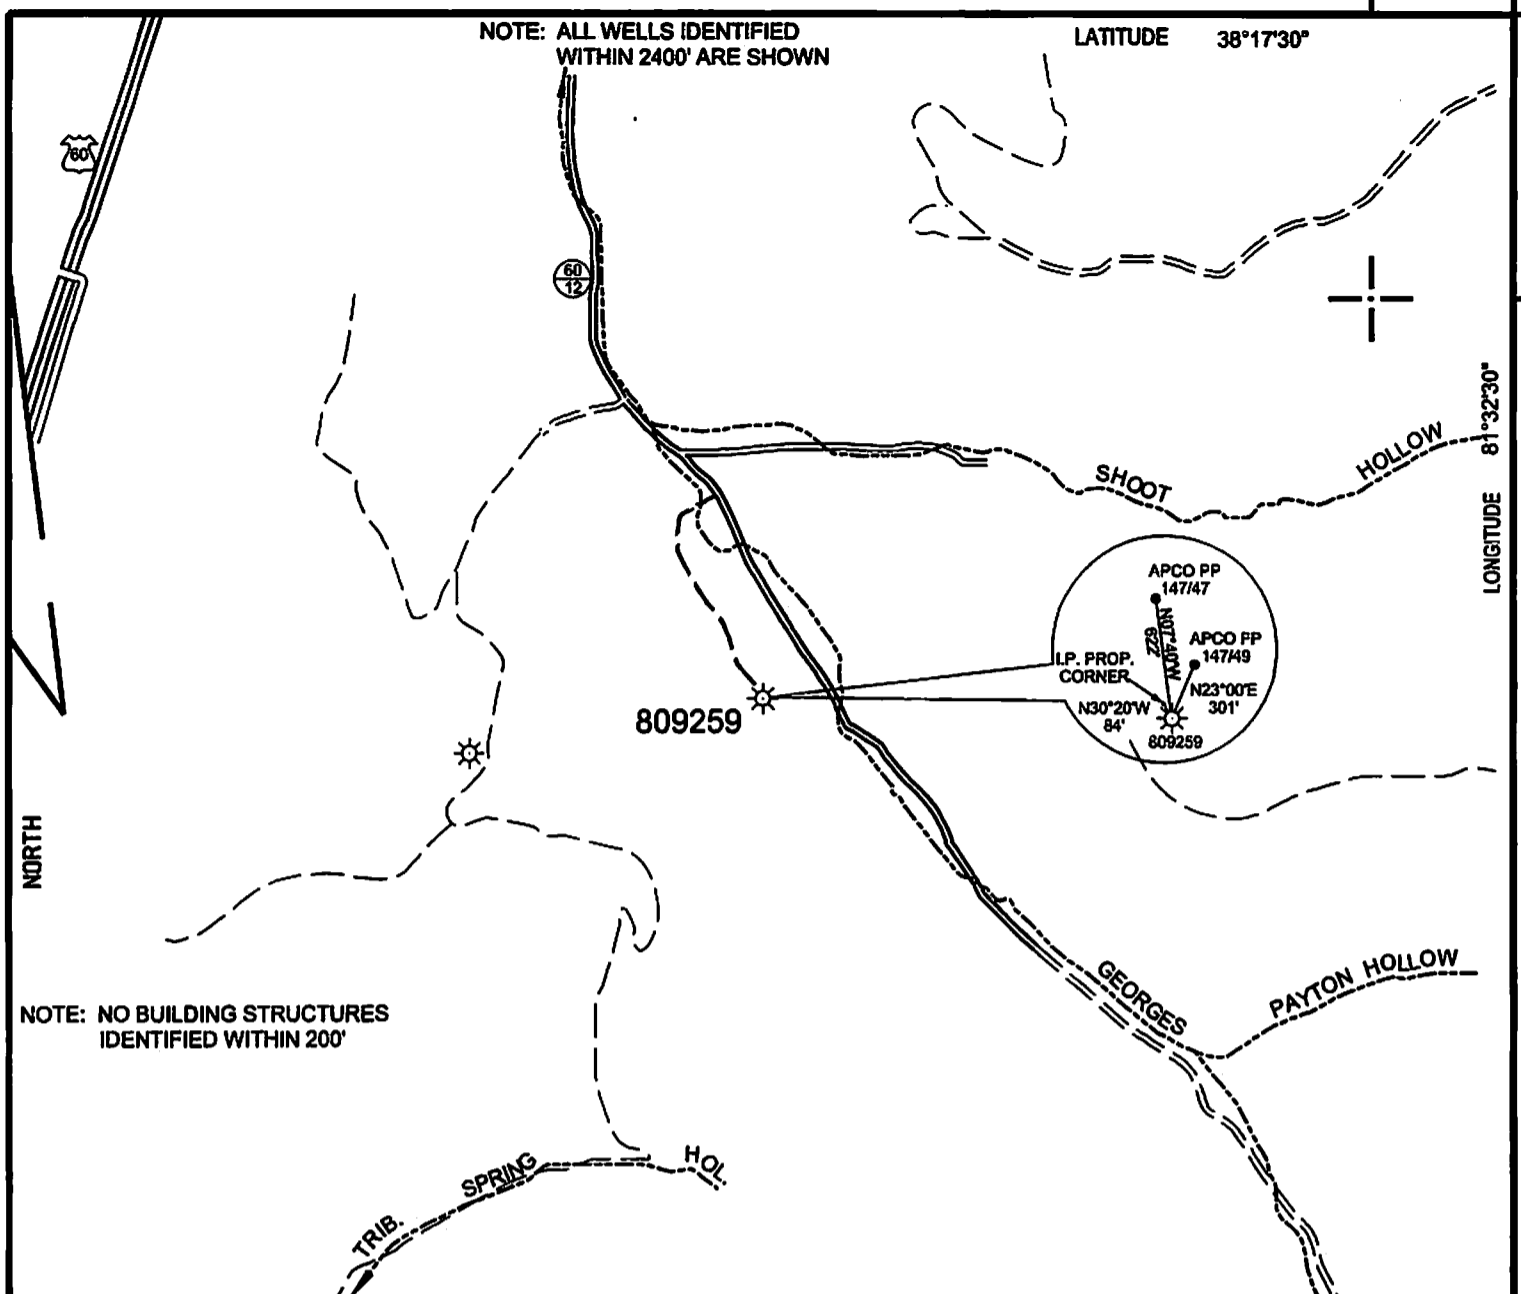 NOTE: ALL WELLS IDENTIFIED
WITHIN 2400' ARE SHOWN
LATITUDE 38°17'30"
60
60
12
LONGITUDE 81°32'30"
SHOOT HOLLOW
APCO PP
147/47
N07°40'W
622'
APCO PP
147/49
I.P. PROP.
CORNER
N23°00'E
301'
N30°20'W
84'
809259
809259
NORTH
GEORGES
PAYTON HOLLOW
NOTE: NO BUILDING STRUCTURES
IDENTIFIED WITHIN 200'
TRIB. SPRING HOL.